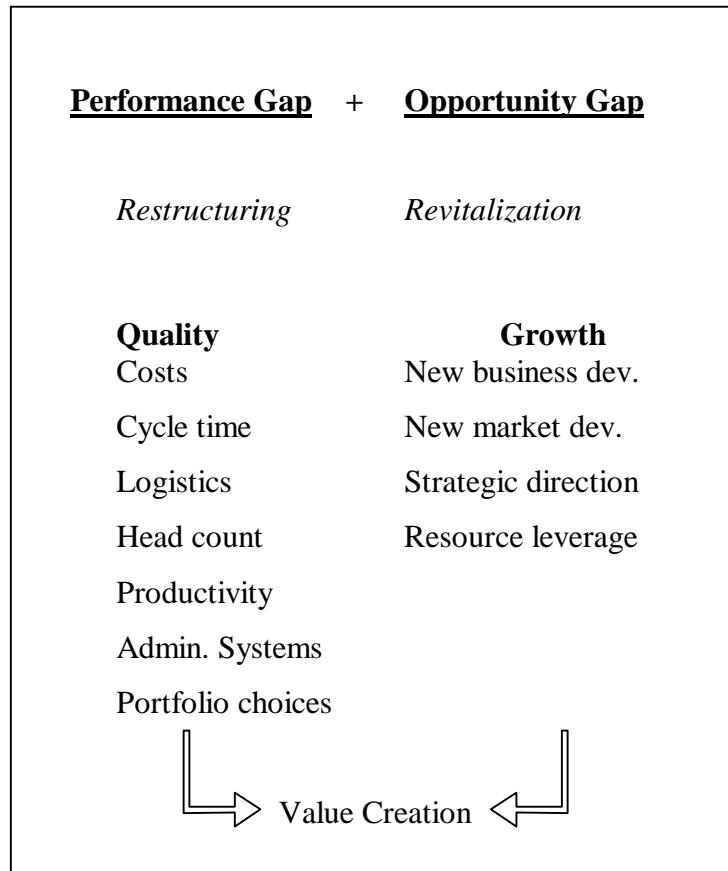 Performance Gap + Opportunity Gap
Restructuring Revitalization
Quality Growth
Costs New business dev.
Cycle time New market dev.
Logistics Strategic direction
Head count Resource leverage
Productivity
Admin. Systems
Portfolio choices
Value Creation